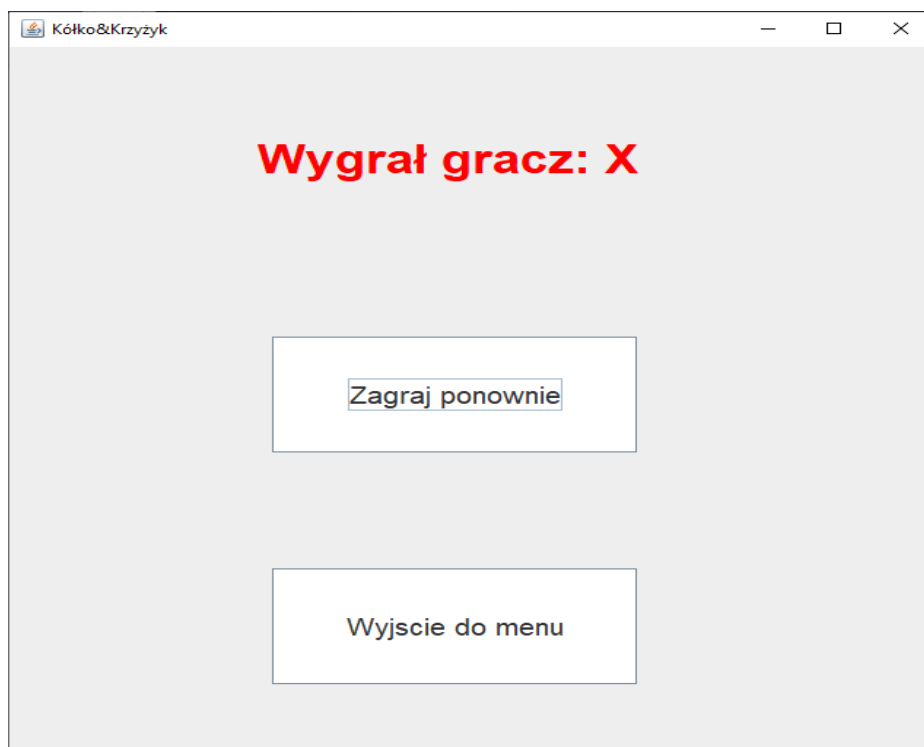 Kółko&Krzyżyk
Wygrał gracz: X
Zagraj ponownie
Wyjscie do menu